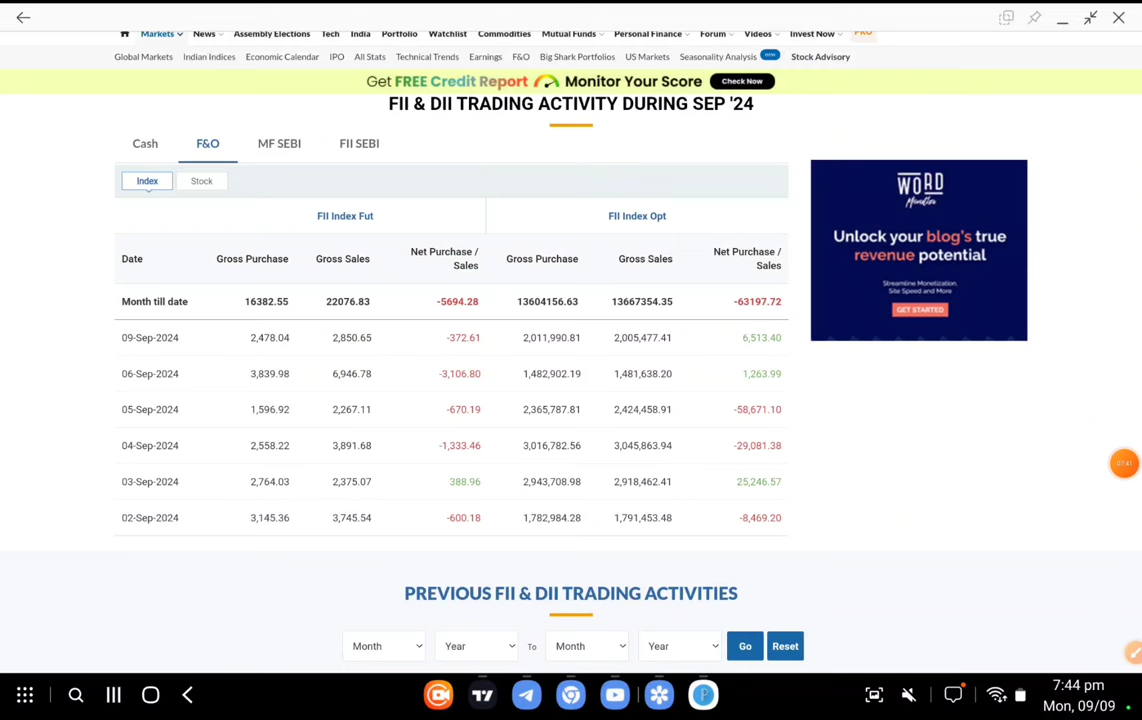 Markets News Assembly Elections Tech India Portfolio Watchlist Commodities Mutual Funds Personal Finance Forum Videos Invest Now PRO
Global Markets Indian Indices Economic Calendar IPO All Stats Technical Trends Earnings F&O Big Shark Portfolios US Markets Seasonality Analysis new Stock Advisory
Get FREE Credit Report Monitor Your Score Check Now
FII & DII TRADING ACTIVITY DURING SEP '24
Cash F&O MF SEBI FII SEBI
Index Stock
FII Index Fut FII Index Opt
Date Gross Purchase Gross Sales Net Purchase / Sales Gross Purchase Gross Sales Net Purchase / Sales
Month till date 16382.55 22076.83 -5694.28 13604156.63 13667354.35 -63197.72
09-Sep-2024 2,478.04 2,850.65 -372.61 2,011,990.81 2,005,477.41 6,513.40
06-Sep-2024 3,839.98 6,946.78 -3,106.80 1,482,902.19 1,481,638.20 1,263.99
05-Sep-2024 1,596.92 2,267.11 -670.19 2,365,787.81 2,424,458.91 -58,671.10
04-Sep-2024 2,558.22 3,891.68 -1,333.46 3,016,782.56 3,045,863.94 -29,081.38
03-Sep-2024 2,764.03 2,375.07 388.96 2,943,708.98 2,918,462.41 25,246.57
02-Sep-2024 3,145.36 3,745.54 -600.18 1,782,984.28 1,791,453.48 -8,469.20
WORD
Monetize
Unlock your blog's true
revenue potential
Streamline Monetization,
Site Speed and More
GET STARTED
07:41
PREVIOUS FII & DII TRADING ACTIVITIES
Month Year To Month Year Go Reset
7:44 pm
Mon, 09/09